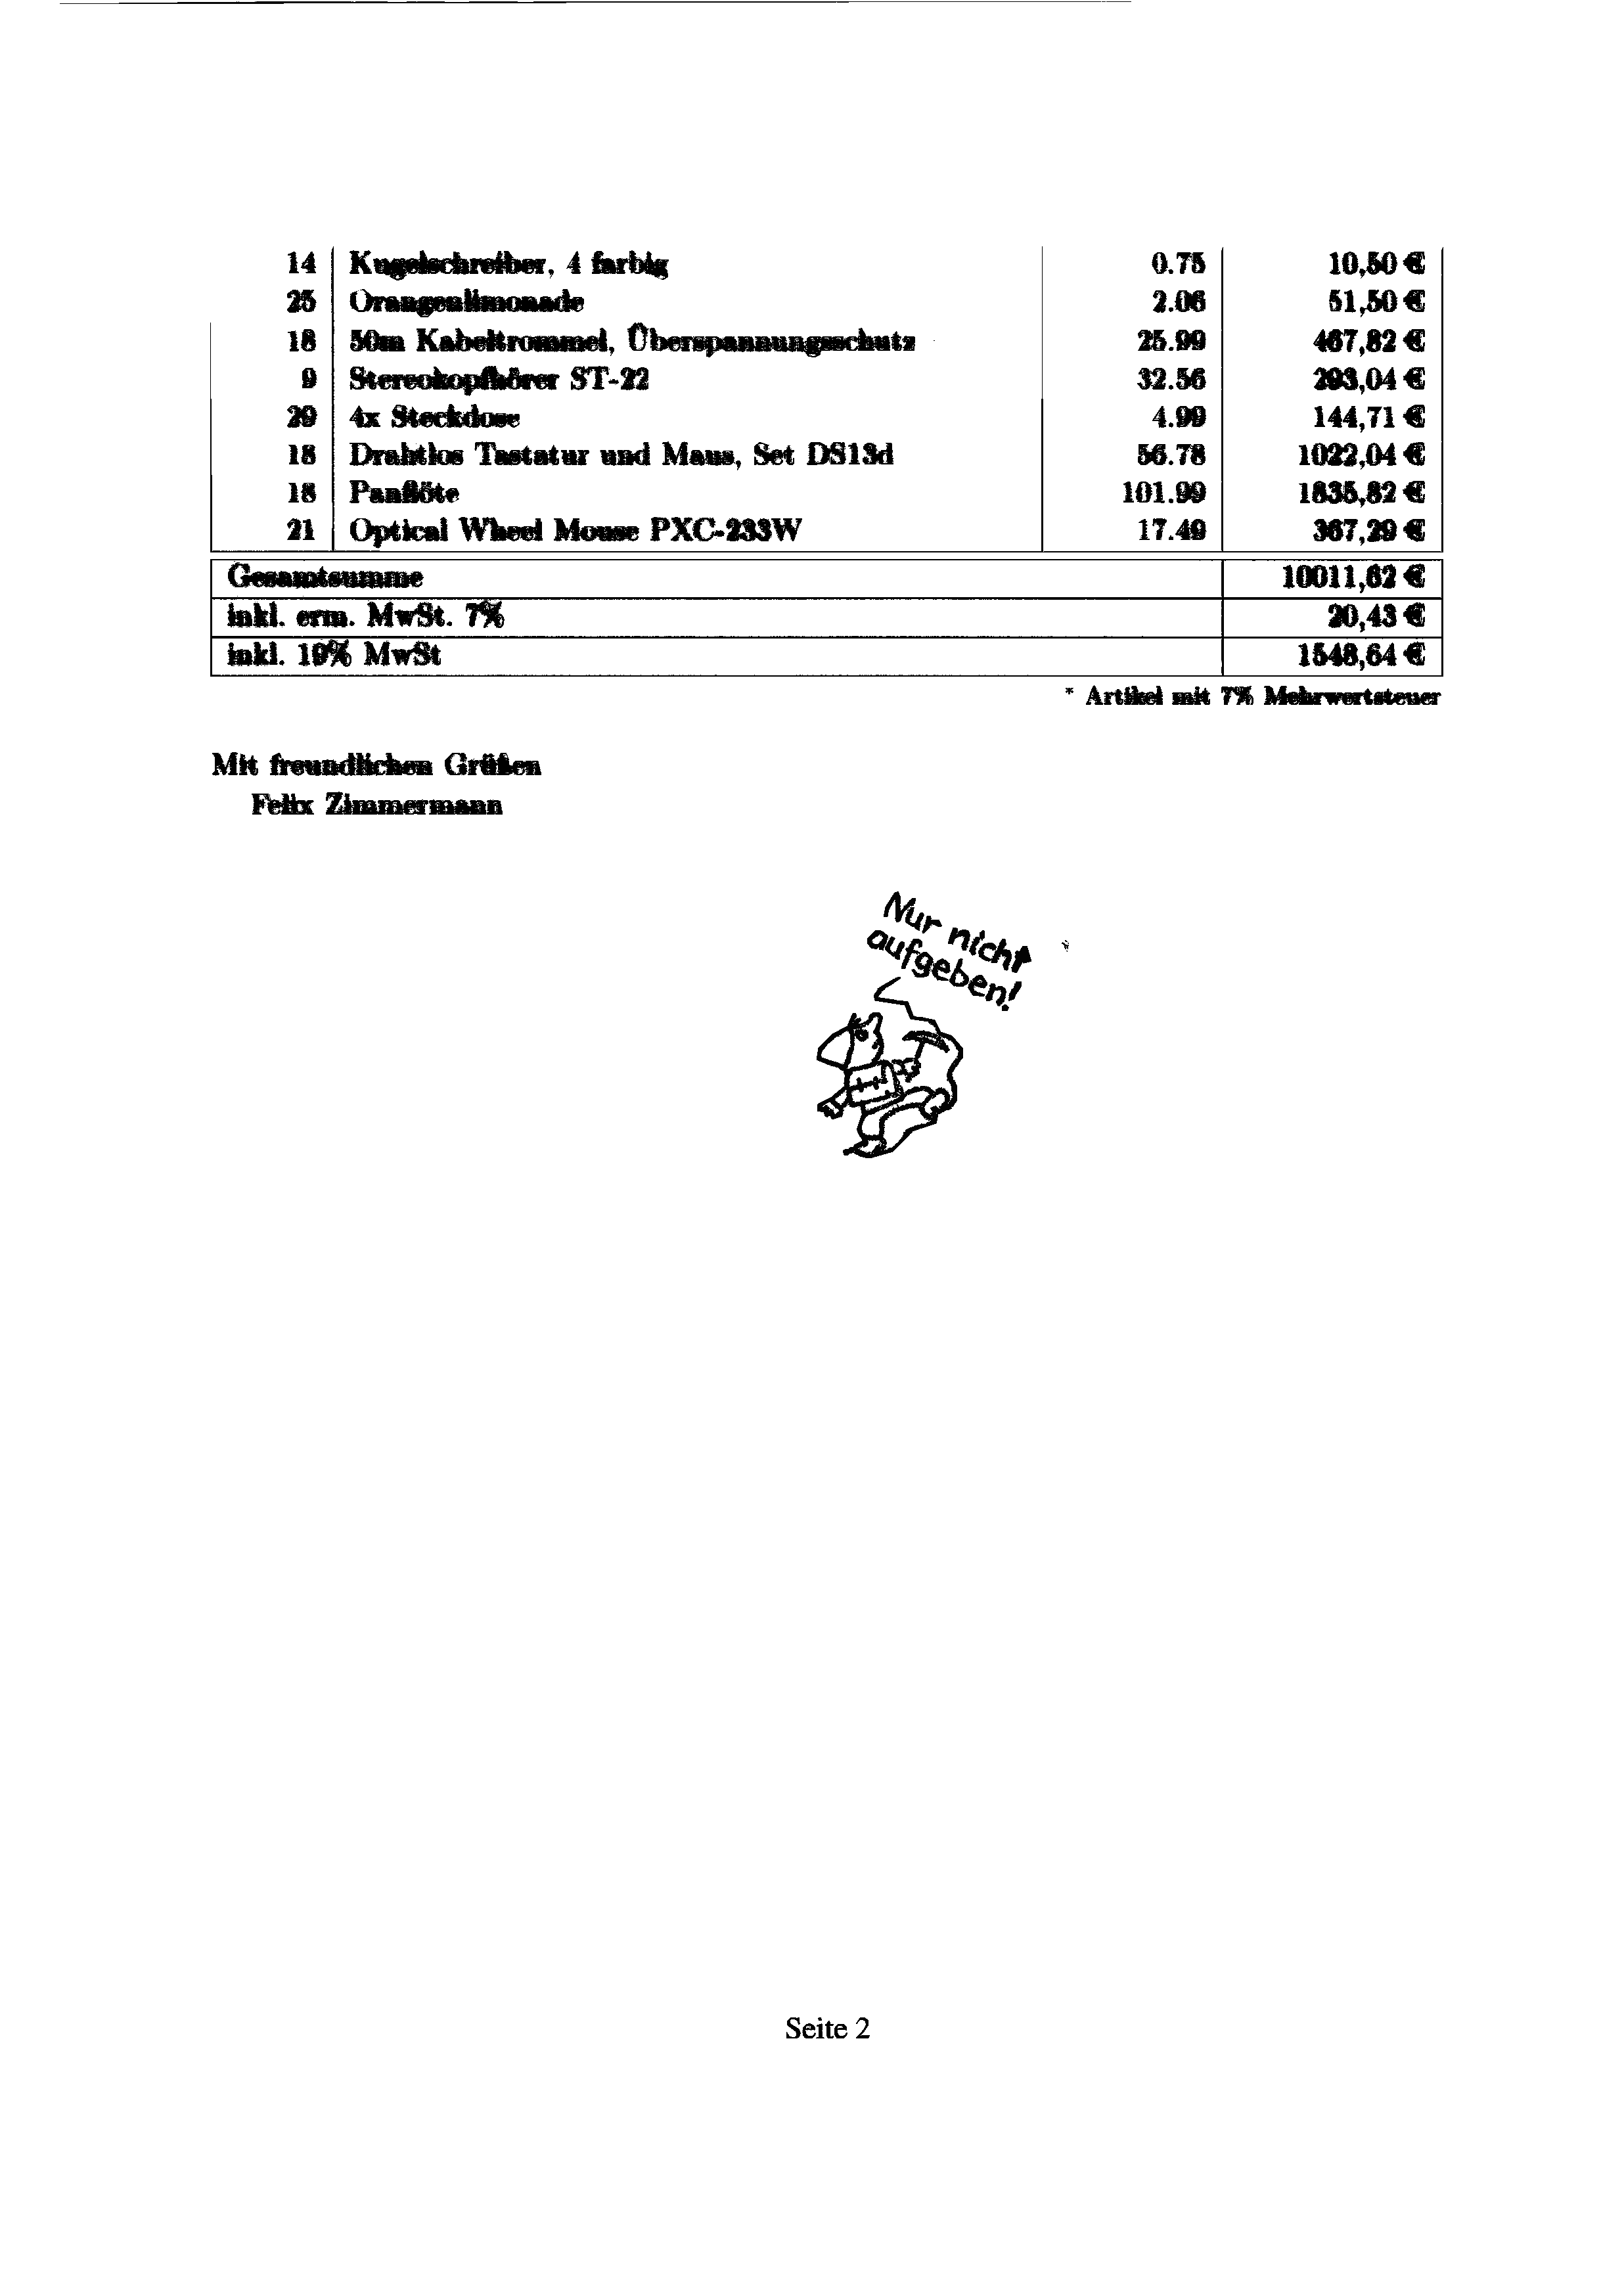 14 Kugelschreiber, 4 farbig 0.75 10,50 €
25 Orangenlimonade 2.06 51,50 €
18 50m Kabeltrommel, Überspannungsschutz 25.99 467,82 €
9 Stereokopfhörer ST-22 32.56 293,04 €
29 4x Steckdose 4.99 144,71 €
18 Drahtlos Tastatur und Maus, Set DS13d 56.78 1022,04 €
18 Panflöte 101.99 1835,82 €
21 Optical Wheel Mouse PXC-233W 17.49 367,29 €
Gesamtsumme 10011,62 €
inkl. erm. MwSt. 7% 20,43 €
inkl. 19% MwSt 1548,64 €
* Artikel mit 7% Mehrwertsteuer
Mit freundlichen Grüßen
Felix Zimmermann
Nur nicht
aufgeben!
Seite 2